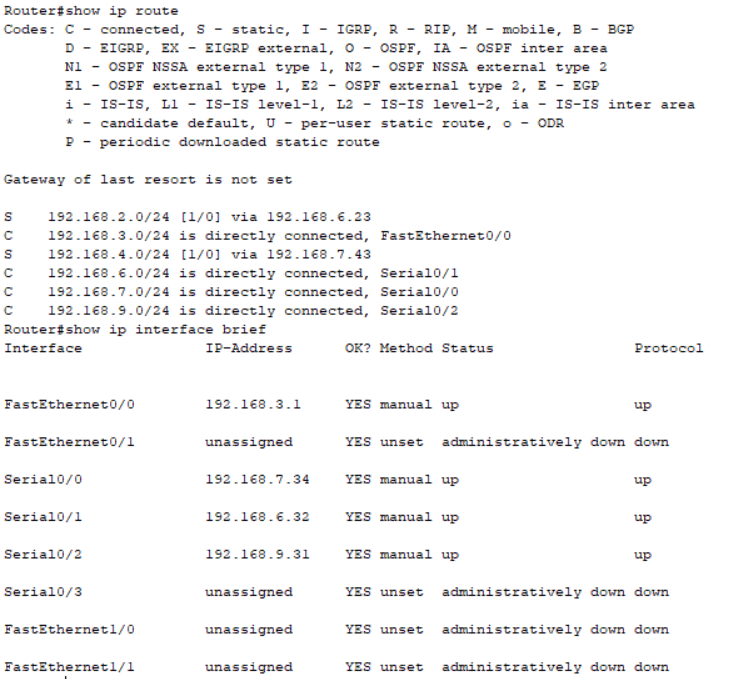 Router#show ip route
Codes: C - connected, S - static, I - IGRP, R - RIP, M - mobile, B - BGP
       D - EIGRP, EX - EIGRP external, O - OSPF, IA - OSPF inter area
       N1 - OSPF NSSA external type 1, N2 - OSPF NSSA external type 2
       E1 - OSPF external type 1, E2 - OSPF external type 2, E - EGP
       i - IS-IS, L1 - IS-IS level-1, L2 - IS-IS level-2, ia - IS-IS inter area
       * - candidate default, U - per-user static route, o - ODR
       P - periodic downloaded static route
Gateway of last resort is not set
S    192.168.2.0/24 [1/0] via 192.168.6.23
C    192.168.3.0/24 is directly connected, FastEthernet0/0
S    192.168.4.0/24 [1/0] via 192.168.7.43
C    192.168.6.0/24 is directly connected, Serial0/1
C    192.168.7.0/24 is directly connected, Serial0/0
C    192.168.9.0/24 is directly connected, Serial0/2
Router#show ip interface brief
Interface              IP-Address      OK? Method Status                Protocol
FastEthernet0/0        192.168.3.1     YES manual up                    up
FastEthernet0/1        unassigned      YES unset  administratively down down
Serial0/0              192.168.7.34    YES manual up                    up
Serial0/1              192.168.6.32    YES manual up                    up
Serial0/2              192.168.9.31    YES manual up                    up
Serial0/3              unassigned      YES unset  administratively down down
FastEthernet1/0        unassigned      YES unset  administratively down down
FastEthernet1/1        unassigned      YES unset  administratively down down